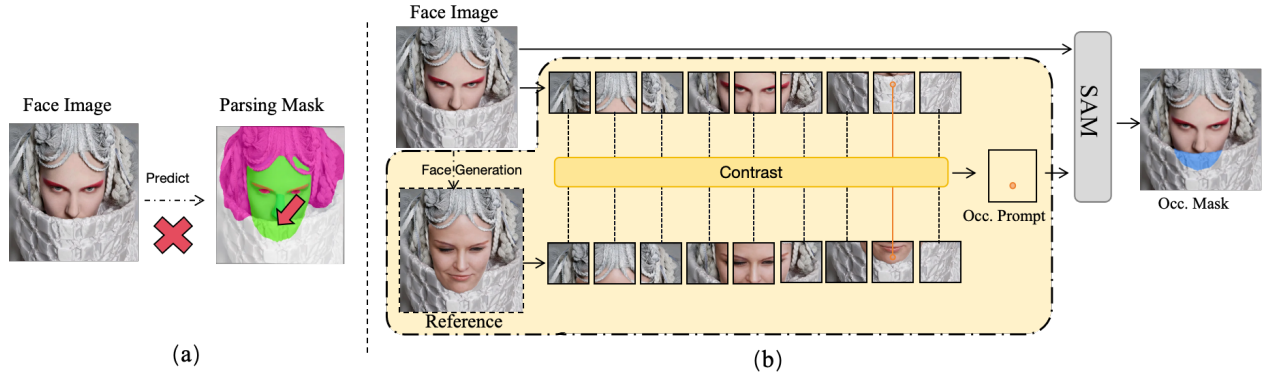 Face Image
Parsing Mask
Predict
(a)
Face Image
Face Generation
Reference
Contrast
Occ. Prompt
SAM
Occ. Mask
(b)